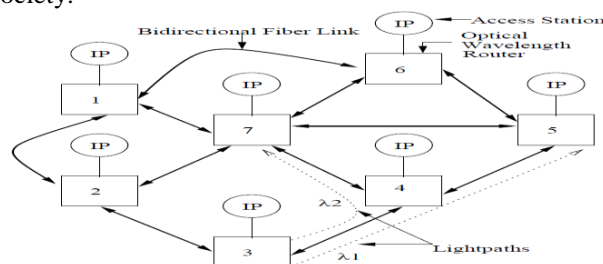 ociety.
Bidirectional Fiber Link
IP
Access Station
Optical
Wavelength
Router
6
IP
1
IP
7
IP
5
IP
2
IP
4
IP
3
λ2
λ1
Lightpaths